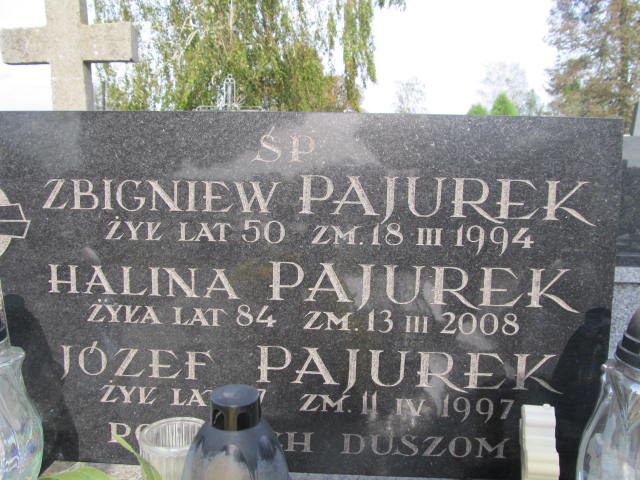 ŚP
ZBIGNIEW PAJUREK
ŻYŁ LAT 50 ZM. 18 III 1994
HALINA PAJUREK
ŻYŁA LAT 84 ZM. 13 III 2008
JÓZEF PAJUREK
ŻYŁ ZM. 11 IV 1997
DUSZOM